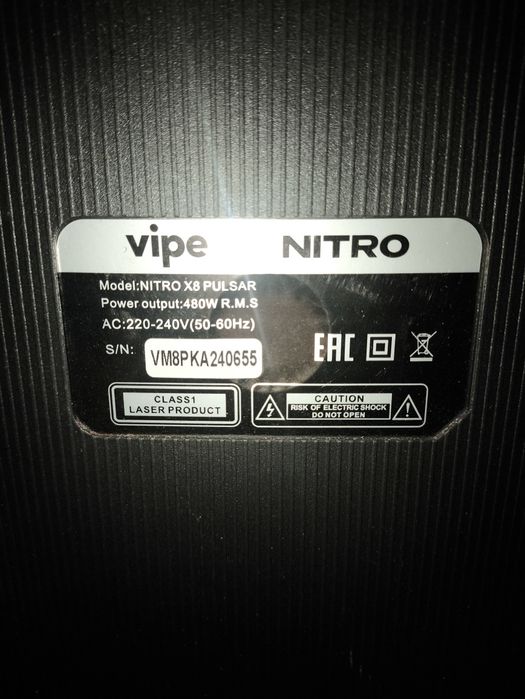 vipe NITRO
Model:NITRO X8 PULSAR
Power output:480W R.M.S
AC:220-240V(50-60Hz)
S/N: VM8PKA240655
EAC
CLASS1
LASER PRODUCT
CAUTION
RISK OF ELECTRIC SHOCK
DO NOT OPEN